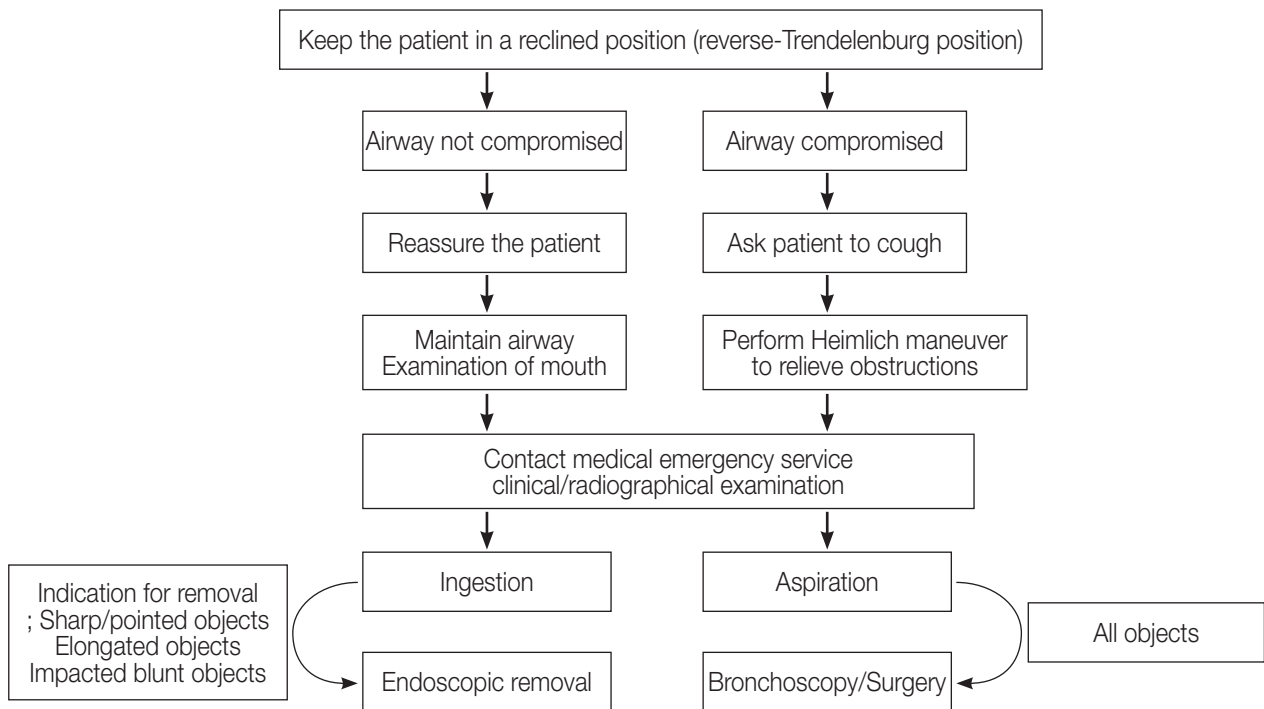 Keep the patient in a reclined position (reverse-Trendelenburg position)
Airway not compromised
Airway compromised
Reassure the patient
Ask patient to cough
Maintain airway
Examination of mouth
Perform Heimlich maneuver
to relieve obstructions
Contact medical emergency service
clinical/radiographical examination
Indication for removal
; Sharp/pointed objects
Elongated objects
Impacted blunt objects
Ingestion
Aspiration
All objects
Endoscopic removal
Bronchoscopy/Surgery